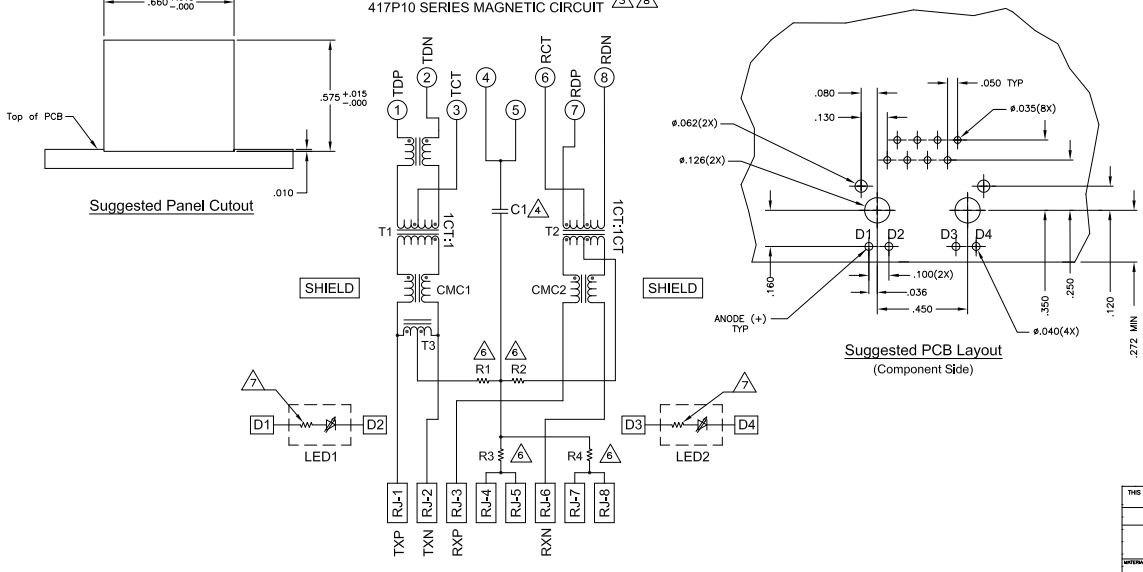 .660
-.000
417P10 SERIES MAGNETIC CIRCUIT
8
.575 +.015
-.000
Top of PCB
.010
Suggested Panel Cutout
TDP
TDN
TCT
RCT
RDP
RDN
1
2
3
4
5
6
7
8
T1
1CT:1
C1
4
T2
1CT:1CT
SHIELD
CMC1
CMC2
SHIELD
T3
6
6
R1
R2
7
D1
D2
LED1
7
D3
D4
LED2
R3
6
R4
6
RJ-1
RJ-2
RJ-3
RJ-4
RJ-5
RJ-6
RJ-7
RJ-8
TXP
TXN
RXP
RXN
.080
.130
.050 TYP
ø.035(8X)
ø.062(2X)
ø.126(2X)
D1
D2
D3
D4
.160
.100(2X)
.036
.450
ANODE (+)
TYP
ø.040(4X)
.350
.250
.120
.272 MIN
Suggested PCB Layout
(Component Side)
THIS